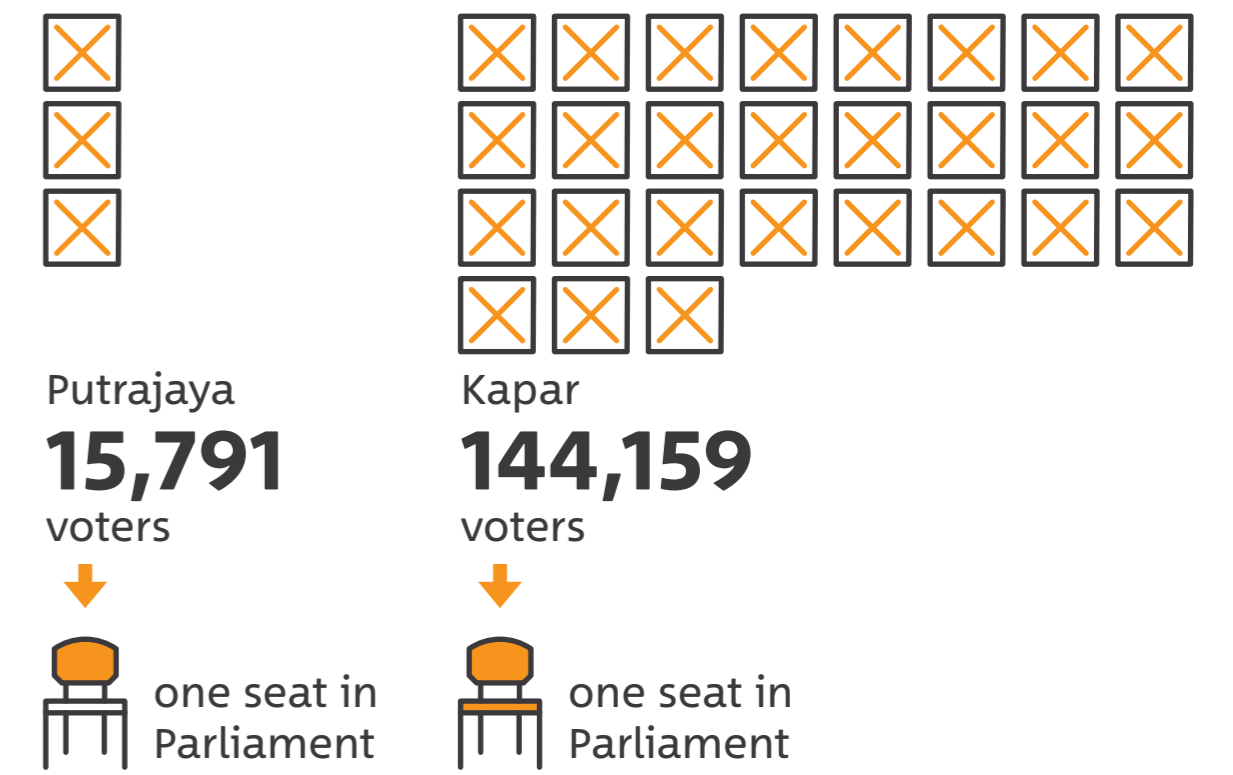 Putrajaya
15,791
voters
one seat in
Parliament
Kapar
144,159
voters
one seat in
Parliament